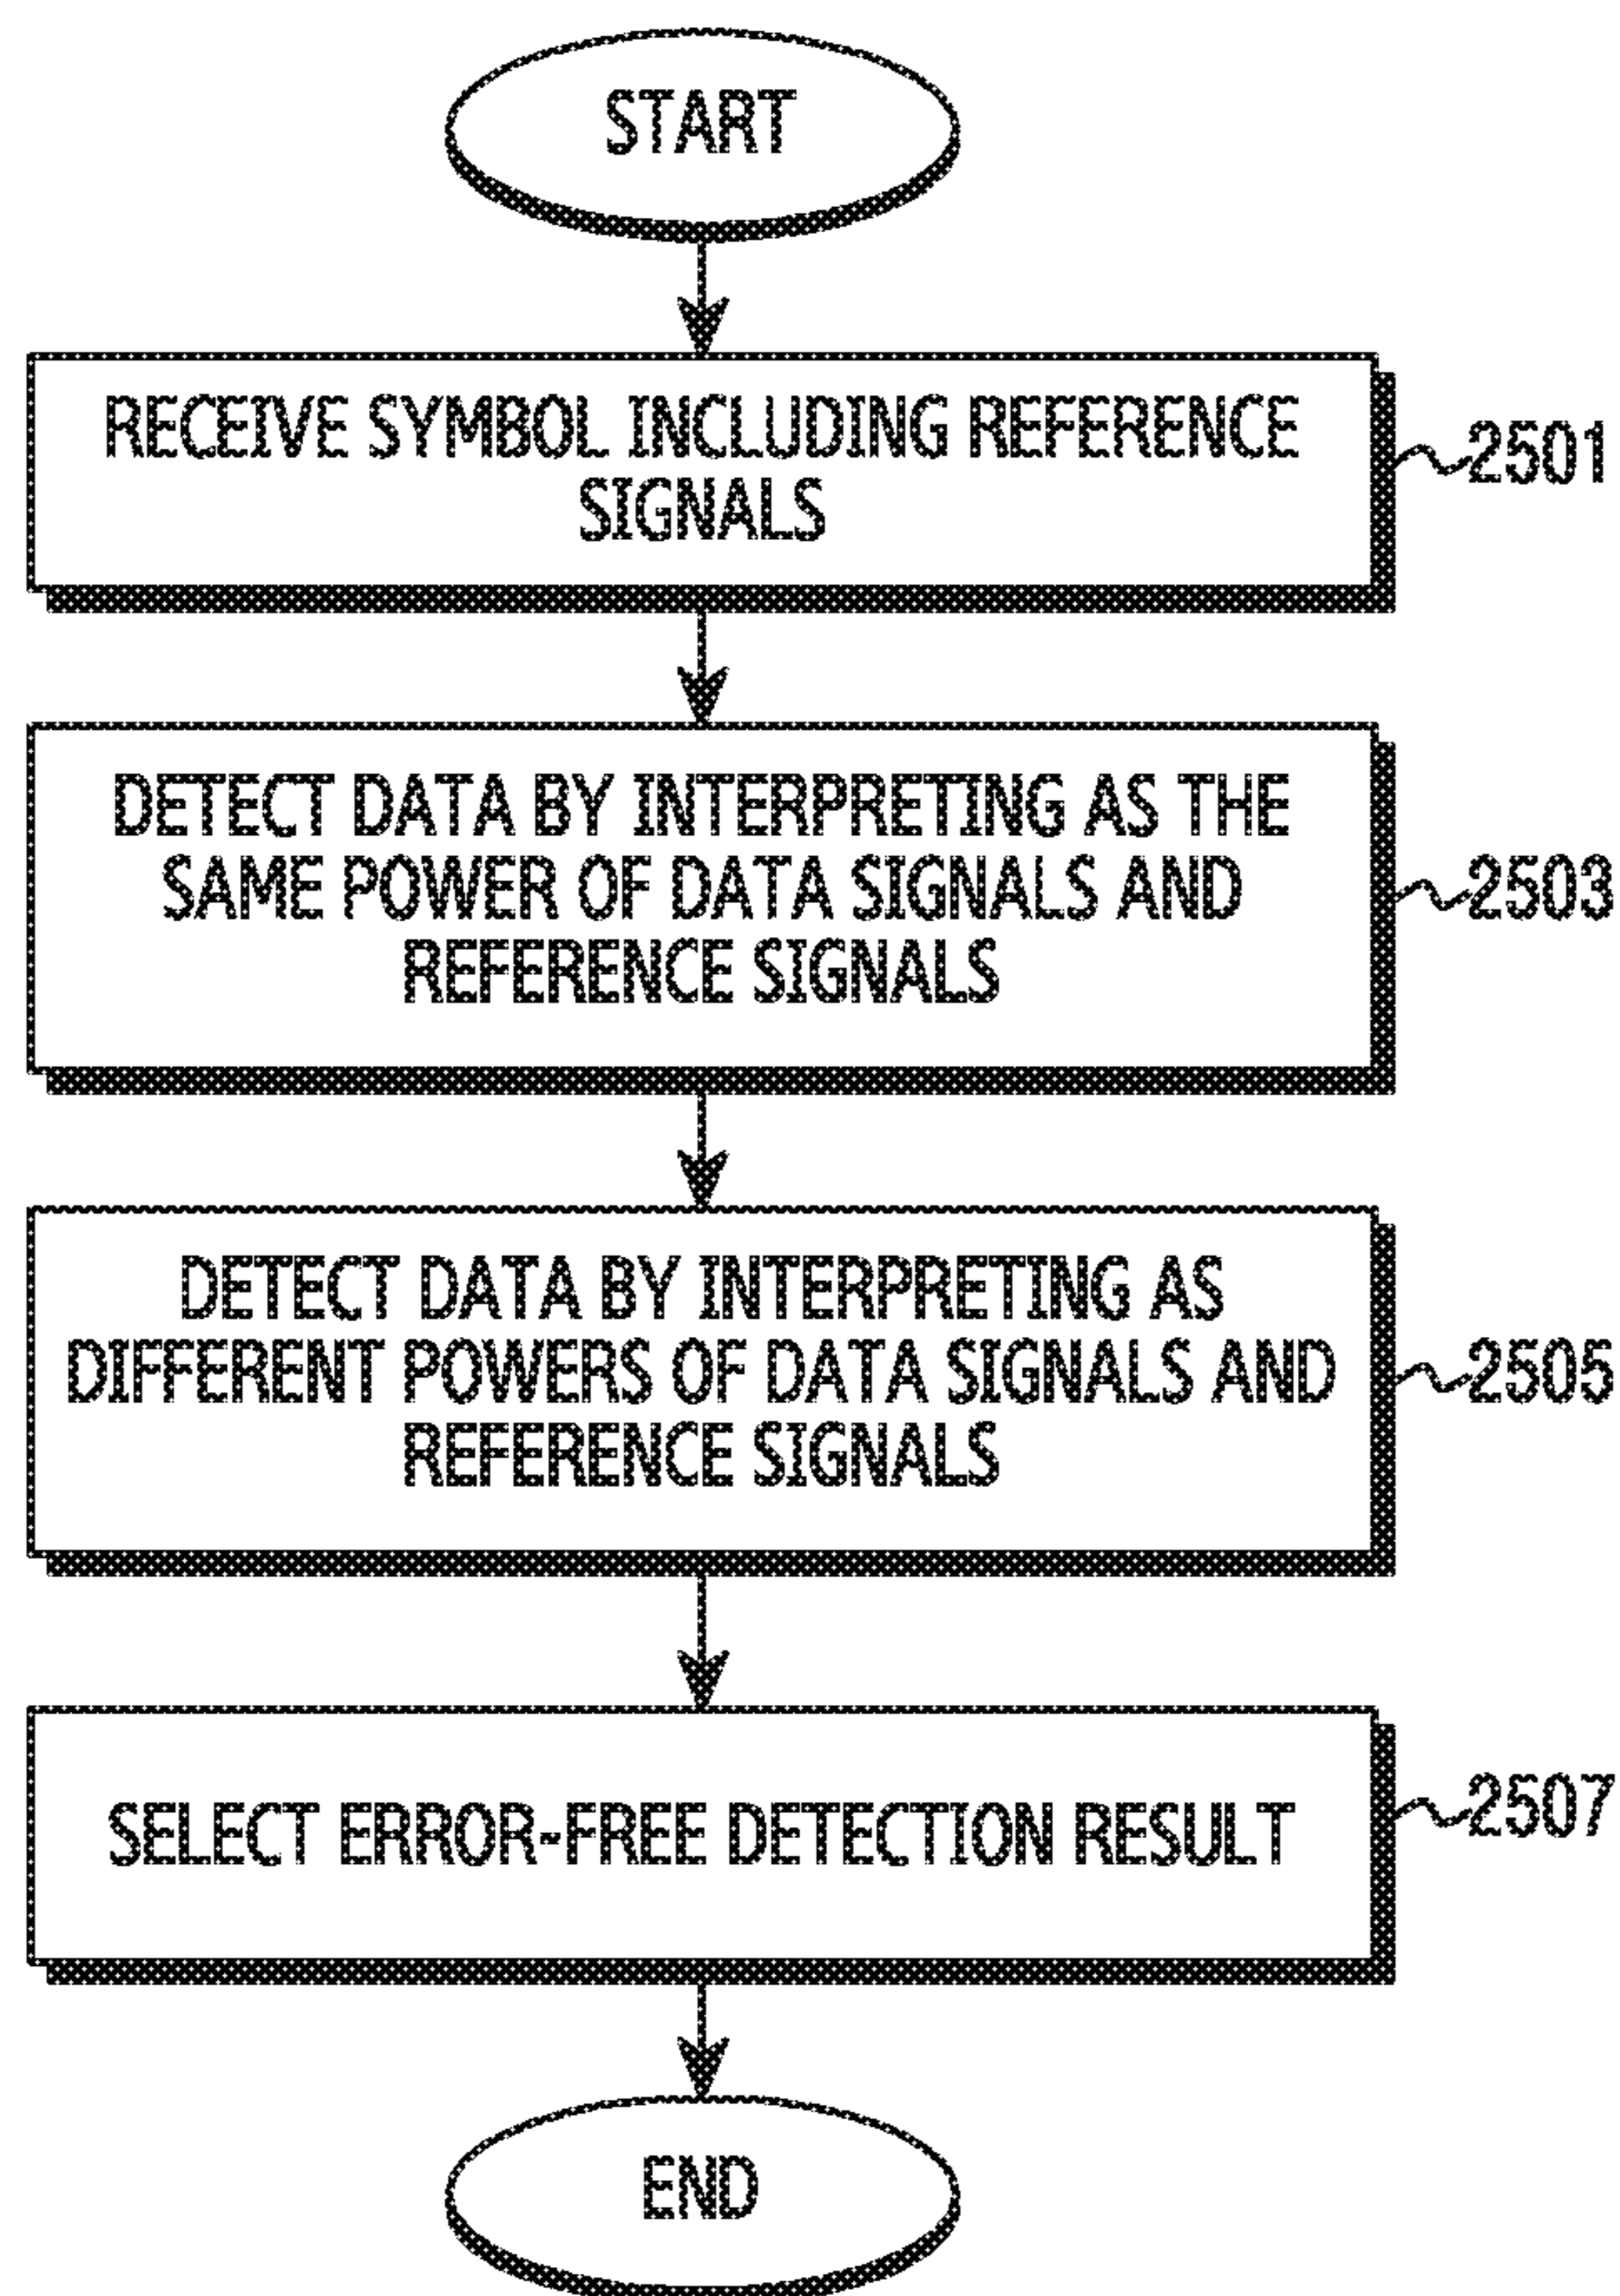 START
RECEIVE SYMBOL INCLUDING REFERENCE
SIGNALS
2501
DETECT DATA BY INTERPRETING AS THE
SAME POWER OF DATA SIGNALS AND
REFERENCE SIGNALS
2503
DETECT DATA BY INTERPRETING AS
DIFFERENT POWERS OF DATA SIGNALS AND
REFERENCE SIGNALS
2505
SELECT ERROR-FREE DETECTION RESULT
2507
END